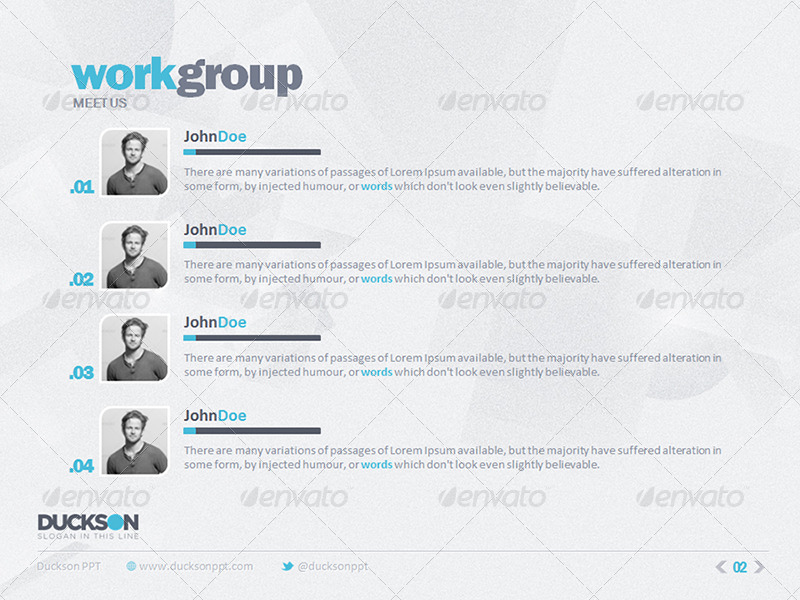 workgroup
MEET US
.01
JohnDoe
There are many variations of passages of Lorem Ipsum available, but the majority have suffered alteration in
some form, by injected humour, or words which don't look even slightly believable.
.02
JohnDoe
There are many variations of passages of Lorem Ipsum available, but the majority have suffered alteration in
some form, by injected humour, or words which don't look even slightly believable.
.03
JohnDoe
There are many variations of passages of Lorem Ipsum available, but the majority have suffered alteration in
some form, by injected humour, or words which don't look even slightly believable.
.04
JohnDoe
There are many variations of passages of Lorem Ipsum available, but the majority have suffered alteration in
some form, by injected humour, or words which don't look even slightly believable.
DUCKSON
SLOGAN IN THIS LINE
Duckson PPT www.ducksonppt.com @ducksonppt 02
envato envato envato envato
envato envato envato envato
envato envato envato envato